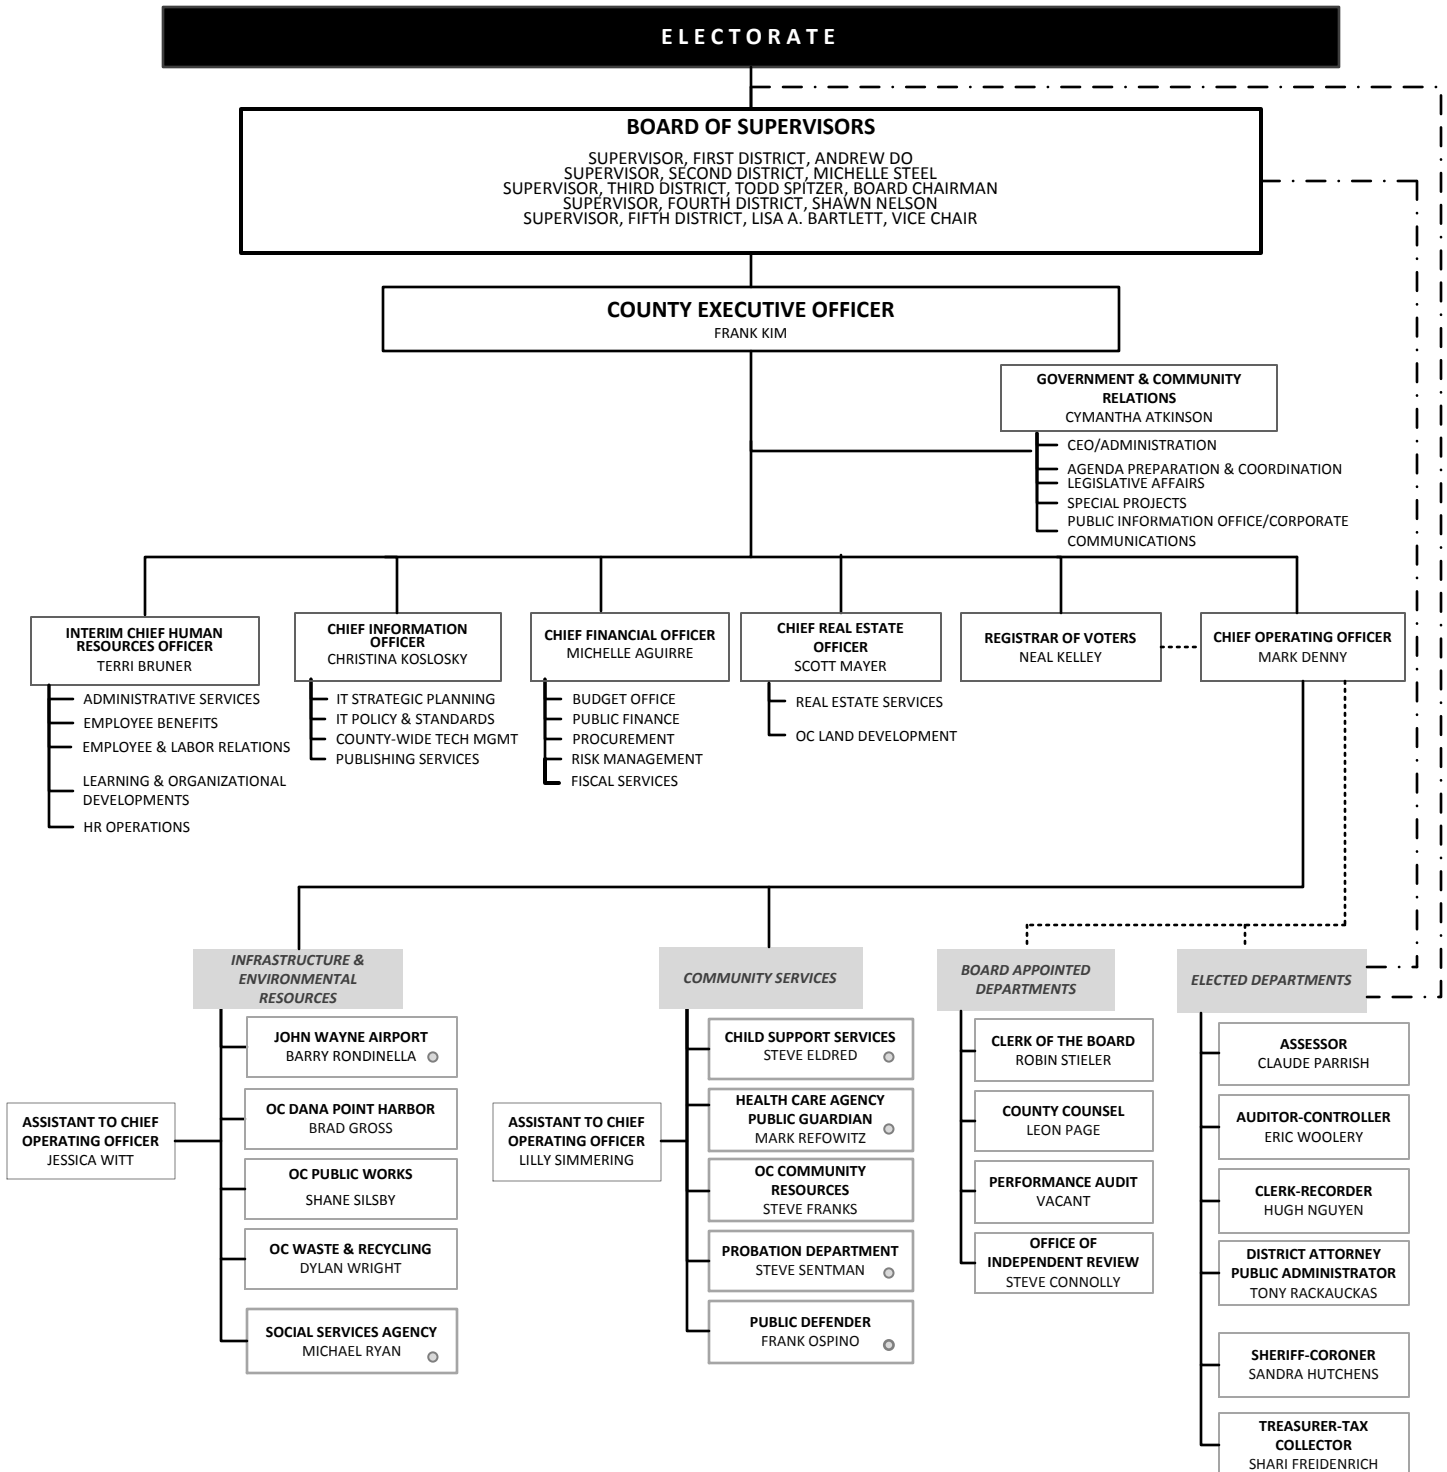 ELECTORATE
BOARD OF SUPERVISORS
SUPERVISOR, FIRST DISTRICT, ANDREW DO
SUPERVISOR, SECOND DISTRICT, MICHELLE STEEL
SUPERVISOR, THIRD DISTRICT, TODD SPITZER, BOARD CHAIRMAN
SUPERVISOR, FOURTH DISTRICT, SHAWN NELSON
SUPERVISOR, FIFTH DISTRICT, LISA A. BARTLETT, VICE CHAIR
COUNTY EXECUTIVE OFFICER
FRANK KIM
GOVERNMENT & COMMUNITY
RELATIONS
CYMANTHA ATKINSON
CEO/ADMINISTRATION
AGENDA PREPARATION & COORDINATION
LEGISLATIVE AFFAIRS
SPECIAL PROJECTS
PUBLIC INFORMATION OFFICE/CORPORATE
COMMUNICATIONS
INTERIM CHIEF HUMAN
RESOURCES OFFICER
TERRI BRUNER
ADMINISTRATIVE SERVICES
EMPLOYEE BENEFITS
EMPLOYEE & LABOR RELATIONS
LEARNING & ORGANIZATIONAL
DEVELOPMENTS
HR OPERATIONS
CHIEF INFORMATION
OFFICER
CHRISTINA KOSLOSKY
IT STRATEGIC PLANNING
IT POLICY & STANDARDS
COUNTY-WIDE TECH MGMT
PUBLISHING SERVICES
CHIEF FINANCIAL OFFICER
MICHELLE AGUIRRE
BUDGET OFFICE
PUBLIC FINANCE
PROCUREMENT
RISK MANAGEMENT
FISCAL SERVICES
CHIEF REAL ESTATE
OFFICER
SCOTT MAYER
REAL ESTATE SERVICES
OC LAND DEVELOPMENT
REGISTRAR OF VOTERS
NEAL KELLEY
CHIEF OPERATING OFFICER
MARK DENNY
INFRASTRUCTURE &
ENVIRONMENTAL
RESOURCES
JOHN WAYNE AIRPORT
BARRY RONDINELLA
OC DANA POINT HARBOR
BRAD GROSS
ASSISTANT TO CHIEF
OPERATING OFFICER
JESSICA WITT
OC PUBLIC WORKS
SHANE SILSBY
OC WASTE & RECYCLING
DYLAN WRIGHT
SOCIAL SERVICES AGENCY
MICHAEL RYAN
COMMUNITY SERVICES
CHILD SUPPORT SERVICES
STEVE ELDRED
HEALTH CARE AGENCY
PUBLIC GUARDIAN
MARK REFOWITZ
ASSISTANT TO CHIEF
OPERATING OFFICER
LILLY SIMMERING
OC COMMUNITY
RESOURCES
STEVE FRANKS
PROBATION DEPARTMENT
STEVE SENTMAN
PUBLIC DEFENDER
FRANK OSPINO
BOARD APPOINTED
DEPARTMENTS
CLERK OF THE BOARD
ROBIN STIELER
COUNTY COUNSEL
LEON PAGE
PERFORMANCE AUDIT
VACANT
OFFICE OF
INDEPENDENT REVIEW
STEVE CONNOLLY
ELECTED DEPARTMENTS
ASSESSOR
CLAUDE PARRISH
AUDITOR-CONTROLLER
ERIC WOOLERY
CLERK-RECORDER
HUGH NGUYEN
DISTRICT ATTORNEY
PUBLIC ADMINISTRATOR
TONY RACKAUCKAS
SHERIFF-CORONER
SANDRA HUTCHENS
TREASURER-TAX
COLLECTOR
SHARI FREIDENRICH